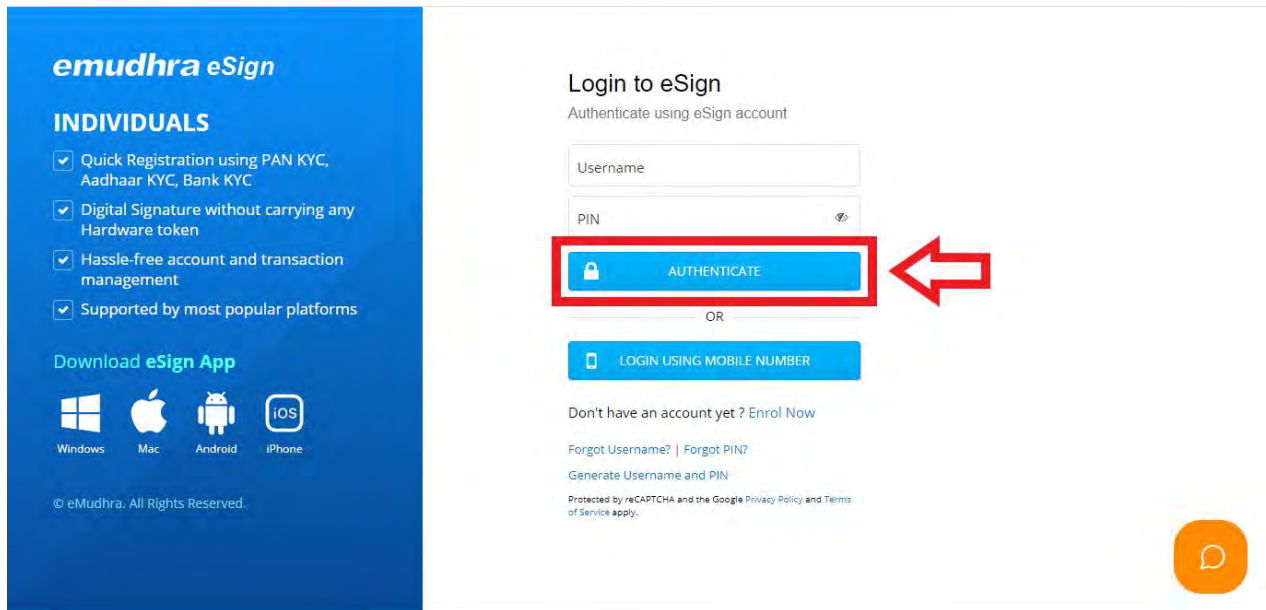 emudhra eSign
INDIVIDUALS
Quick Registration using PAN KYC,
Aadhaar KYC, Bank KYC
Digital Signature without carrying any
Hardware token
Hassle-free account and transaction
management
Supported by most popular platforms
Download eSign App
iOS
Windows Mac Android iPhone
© eMudhra. All Rights Reserved.
Login to eSign
Authenticate using eSign account
Username
PIN
AUTHENTICATE
OR
LOGIN USING MOBILE NUMBER
Don't have an account yet ? Enrol Now
Forgot Username? | Forgot PIN?
Generate Username and PIN
Protected by reCAPTCHA and the Google Privacy Policy and Terms
of Service apply.